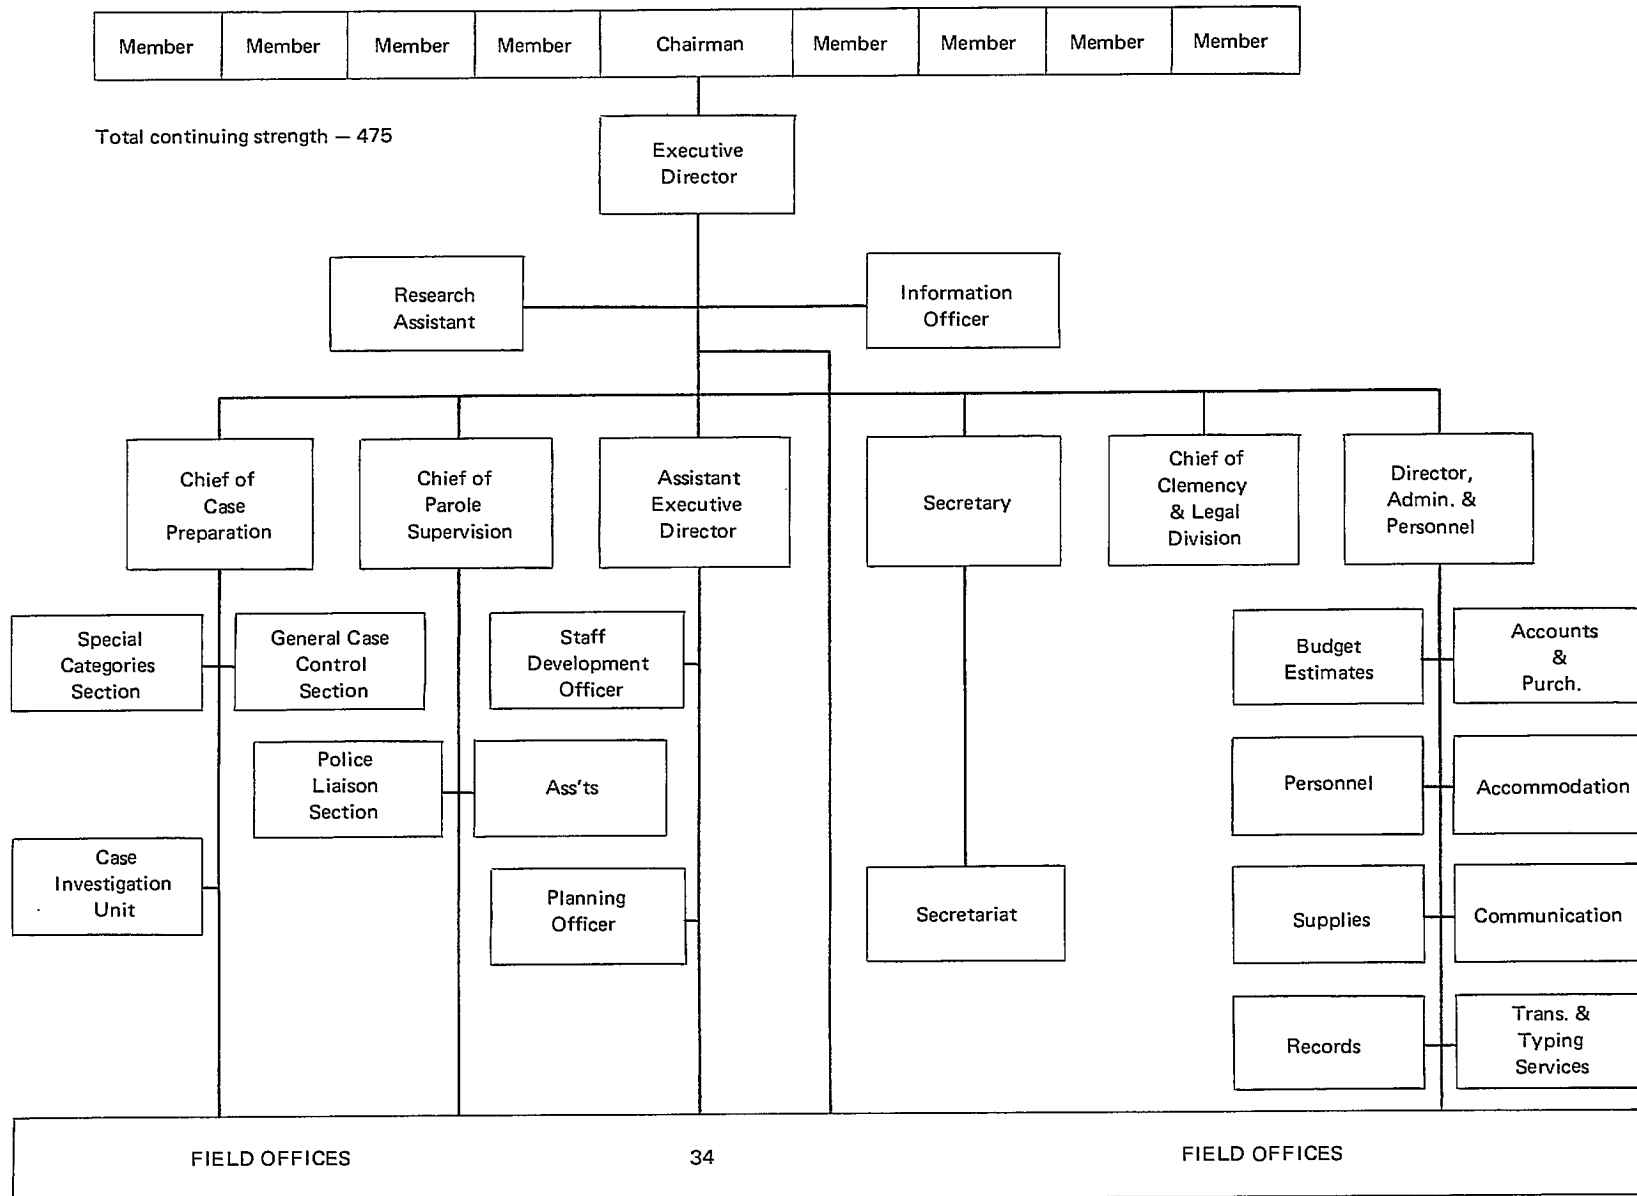 Member Member Member Member Chairman Member Member Member Member
Total continuing strength — 475
Executive
Director
Research
Assistant
Information
Officer
Chief of
Case
Preparation
Chief of
Parole
Supervision
Assistant
Executive
Director
Secretary
Chief of
Clemency
& Legal
Division
Director,
Admin. &
Personnel
Special
Categories
Section
General Case
Control
Section
Staff
Development
Officer
Budget
Estimates
Accounts
&
Purch.
Police
Liaison
Section
Ass'ts
Personnel
Accommodation
Case
Investigation
Unit
Planning
Officer
Secretariat
Supplies
Communication
Records
Trans. &
Typing
Services
FIELD OFFICES 34 FIELD OFFICES